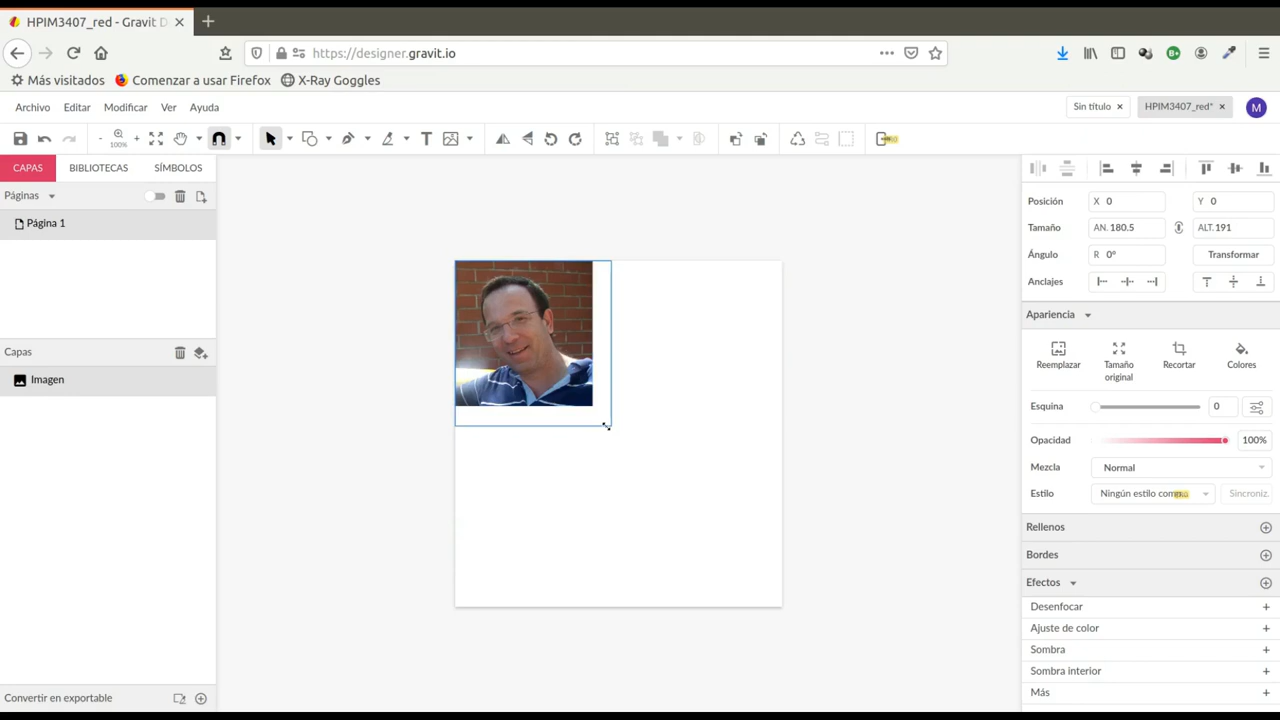 HPIM3407_red - Gravit D
https://designer.gravit.io
Más visitados Comenzar a usar Firefox X-Ray Goggles
Archivo Editar Modificar Ver Ayuda Sin título HPIM3407_red* M
100%
CAPAS BIBLIOTECAS SÍMBOLOS
Páginas
Página 1
Capas
Imagen
Convertir en exportable
Posición X 0 Y 0
Tamaño AN. 180.5 ALT. 191
Ángulo R 0° Transformar
Anclajes
Apariencia
Reemplazar Tamaño original Recortar Colores
Esquina 0
Opacidad 100%
Mezcla Normal
Estilo Ningún estilo Sincroniz.
Rellenos
Bordes
Efectos
Desenfocar
Ajuste de color
Sombra
Sombra interior
Más